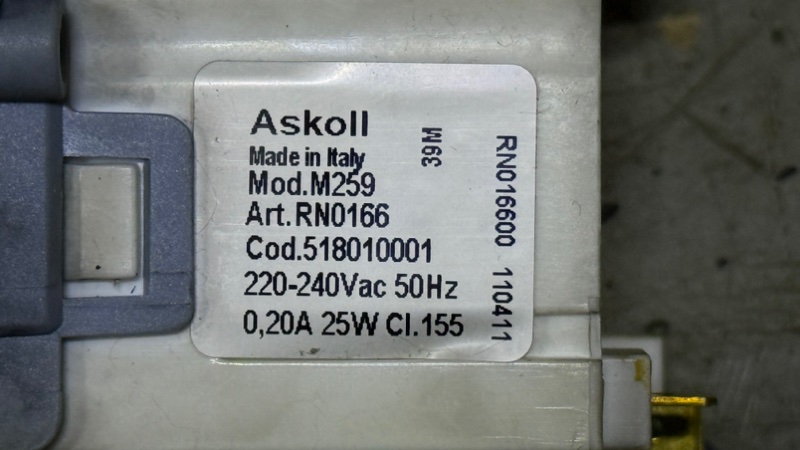 Askoll
Made in Italy
Mod.M259
Art.RN0166
Cod.518010001
220-240Vac 50Hz
0,20A 25W Cl.155
39M
RN016600 110411